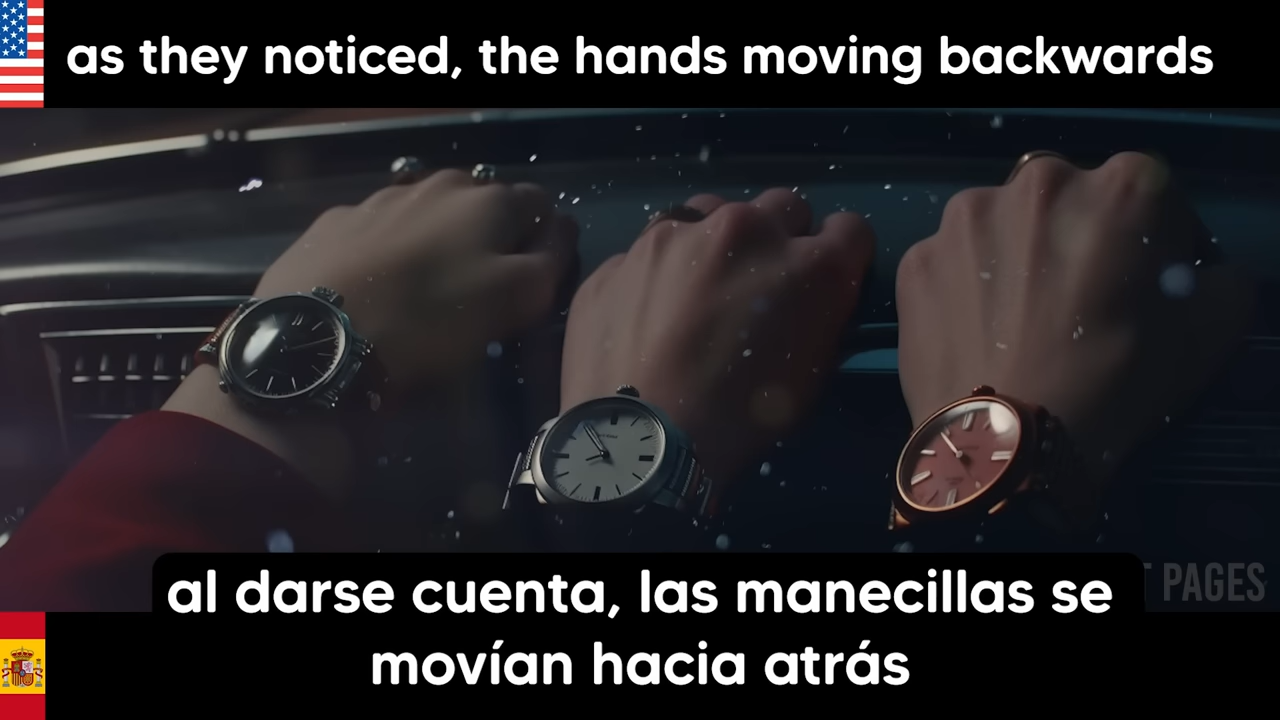 as they noticed, the hands moving backwards
al darse cuenta, las manecillas se
movían hacia atrás
PAGES